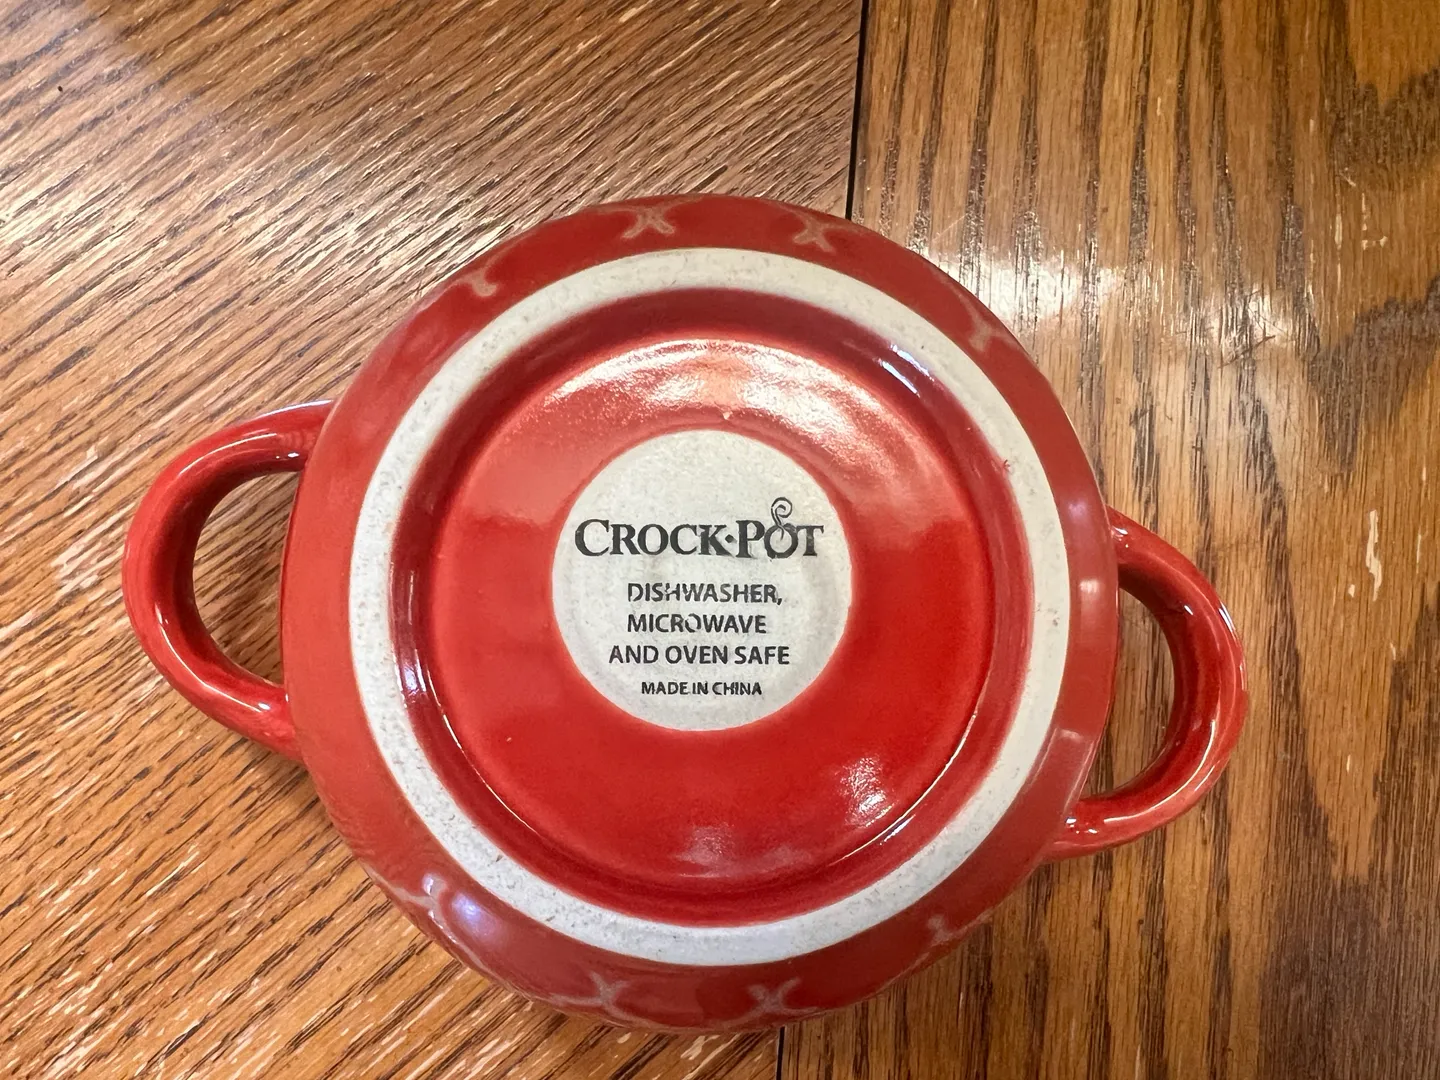 CROCK·POT
DISHWASHER,
MICROWAVE
AND OVEN SAFE
MADE IN CHINA